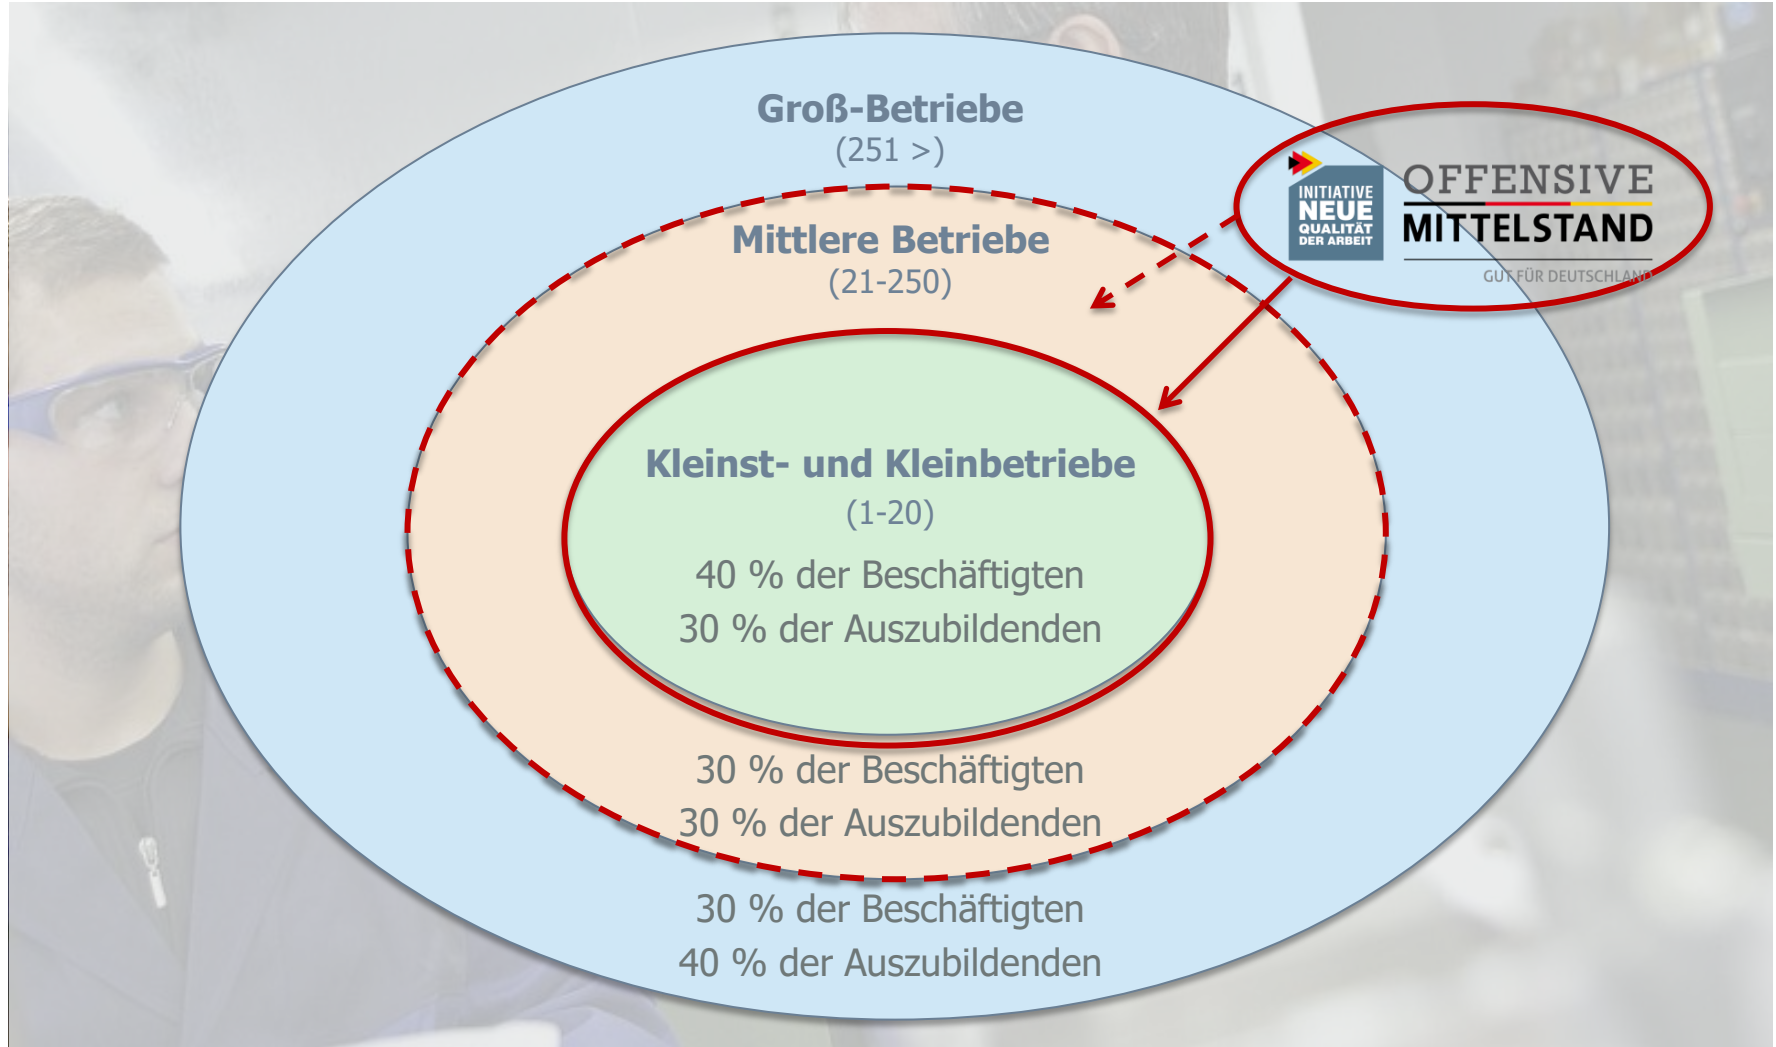 Groß-Betriebe
(251 >)
INITIATIVE
NEUE
QUALITÄT
DER ARBEIT
OFFENSIVE
MITTELSTAND
GUT FÜR DEUTSCHLAND
Mittlere Betriebe
(21-250)
Kleinst- und Kleinbetriebe
(1-20)
40 % der Beschäftigten
30 % der Auszubildenden
30 % der Beschäftigten
30 % der Auszubildenden
30 % der Beschäftigten
40 % der Auszubildenden